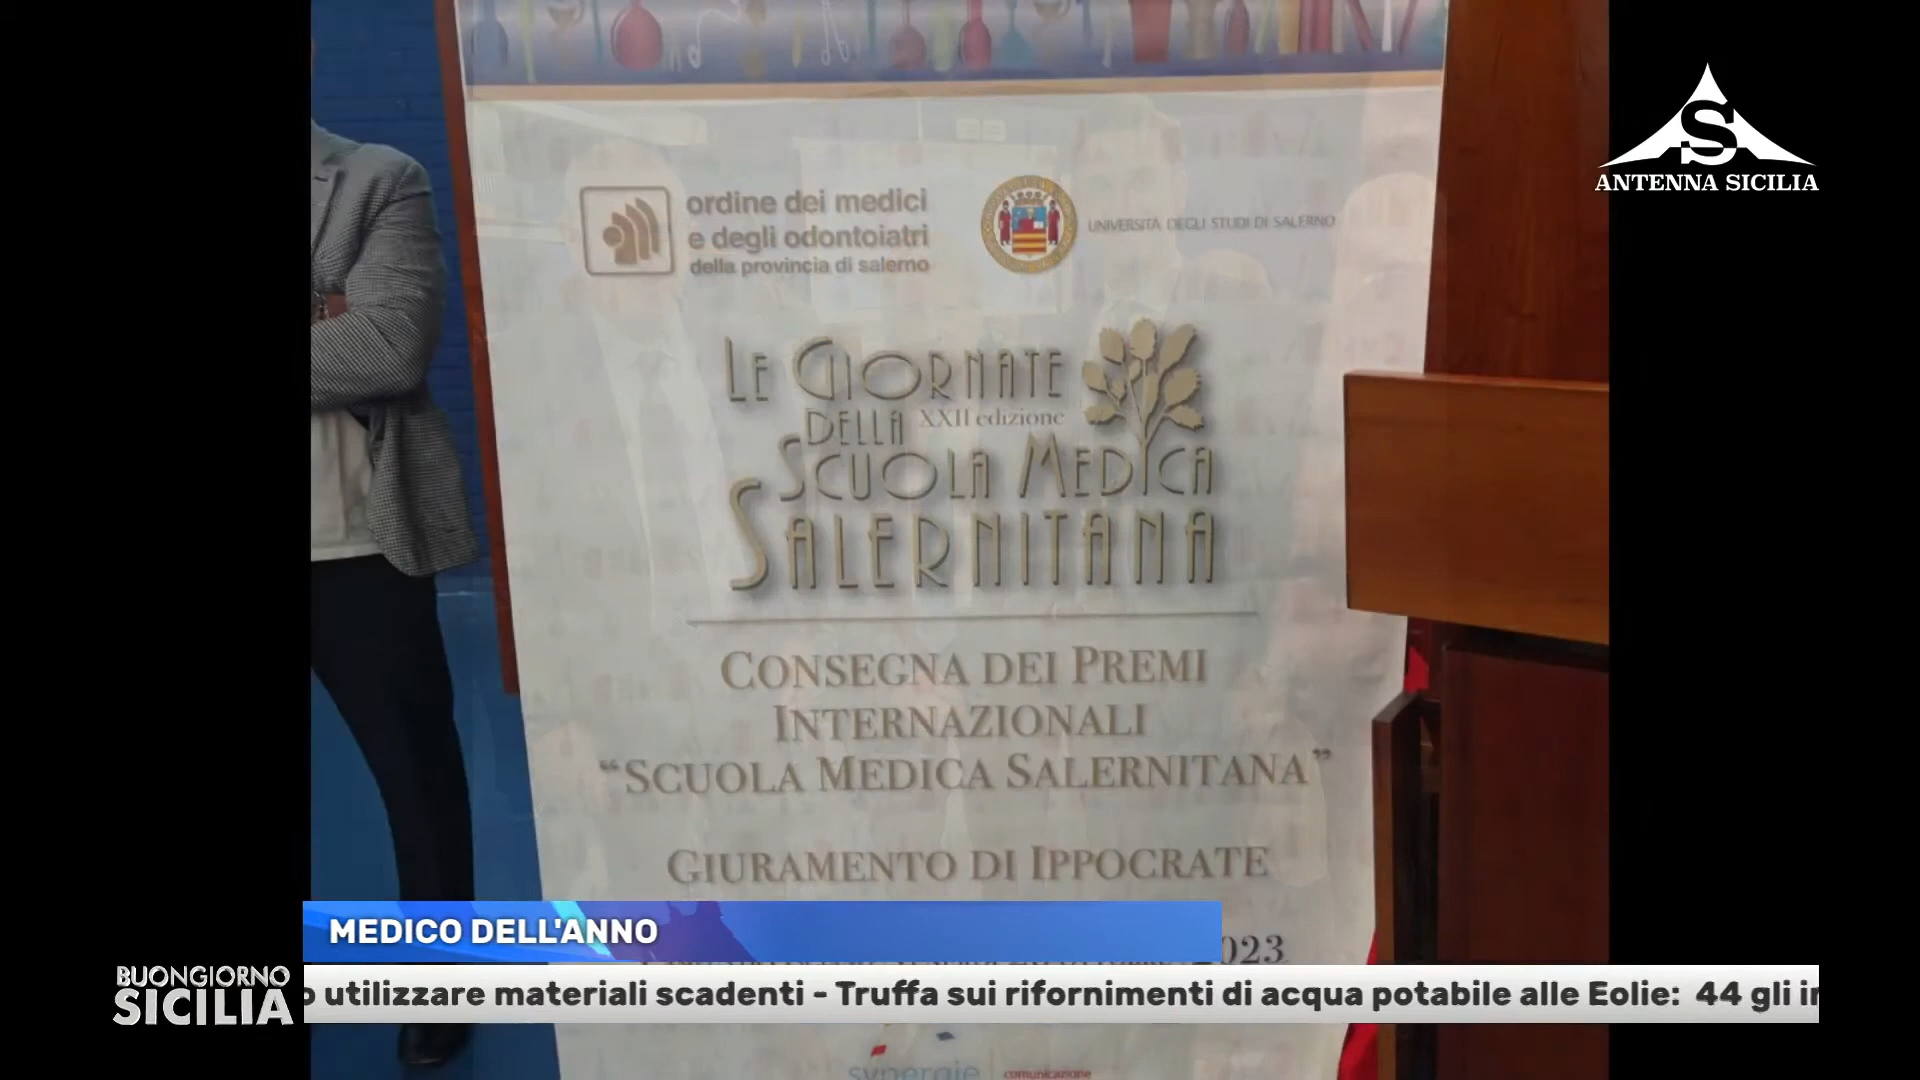 ANTENNA SICILIA
ordine dei medici
e degli odontoiatri
della provincia di salerno
UNIVERSITÀ DEGLI STUDI DI SALERNO
LE GIORNATE
DELLA XXII edizione
SCUOLA MEDICA
SALERNITANA
CONSEGNA DEI PREMI
INTERNAZIONALI
“SCUOLA MEDICA SALERNITANA”
GIURAMENTO DI IPPOCRATE
MEDICO DELL'ANNO
BUONGIORNO
SICILIA
utilizzare materiali scadenti - Truffa sui rifornimenti di acqua potabile alle Eolie: 44 gli
synergie comunicazione